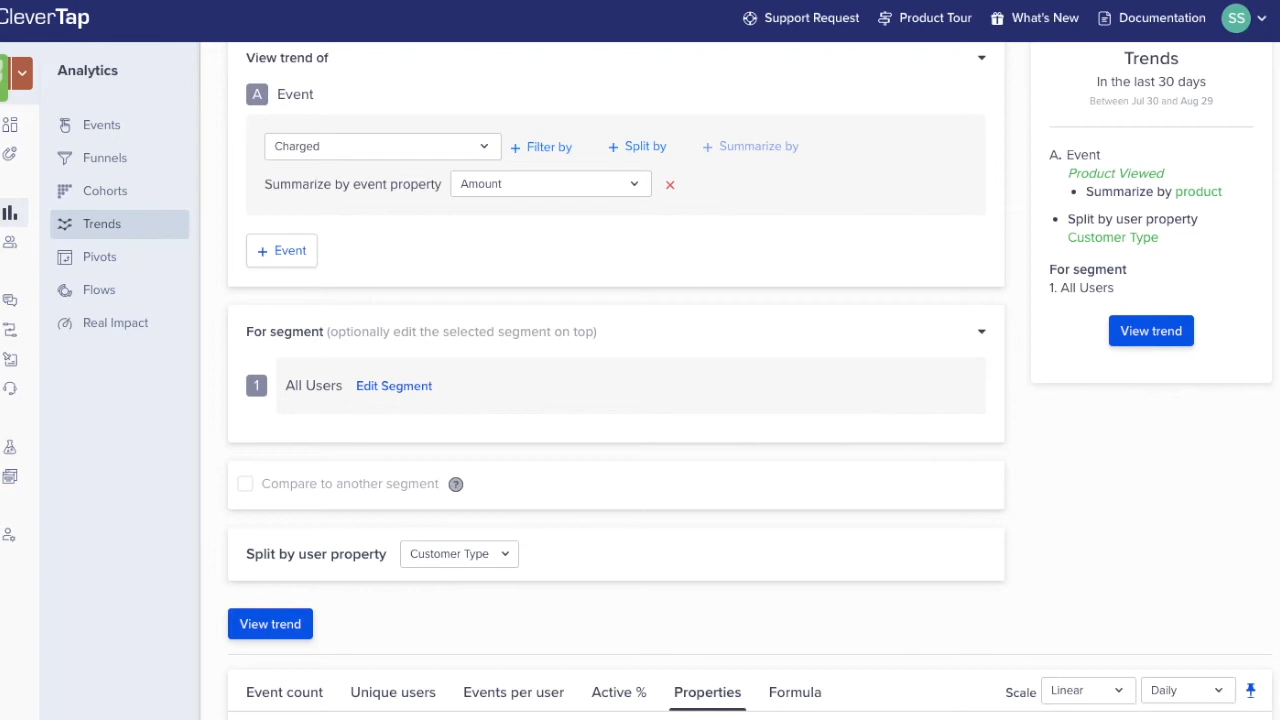 CleverTap
Support Request
Product Tour
What's New
Documentation
SS
Analytics
Events
Funnels
Cohorts
Trends
Pivots
Flows
Real Impact
View trend of
A Event
Charged
+ Filter by
+ Split by
+ Summarize by
Summarize by event property
Amount
+ Event
For segment (optionally edit the selected segment on top)
1 All Users Edit Segment
Compare to another segment ?
Split by user property
Customer Type
View trend
Event count
Unique users
Events per user
Active %
Properties
Formula
Scale
Linear
Daily
Trends
In the last 30 days
Between Jul 30 and Aug 29
A. Event
Product Viewed
• Summarize by product
• Split by user property
Customer Type
For segment
1. All Users
View trend